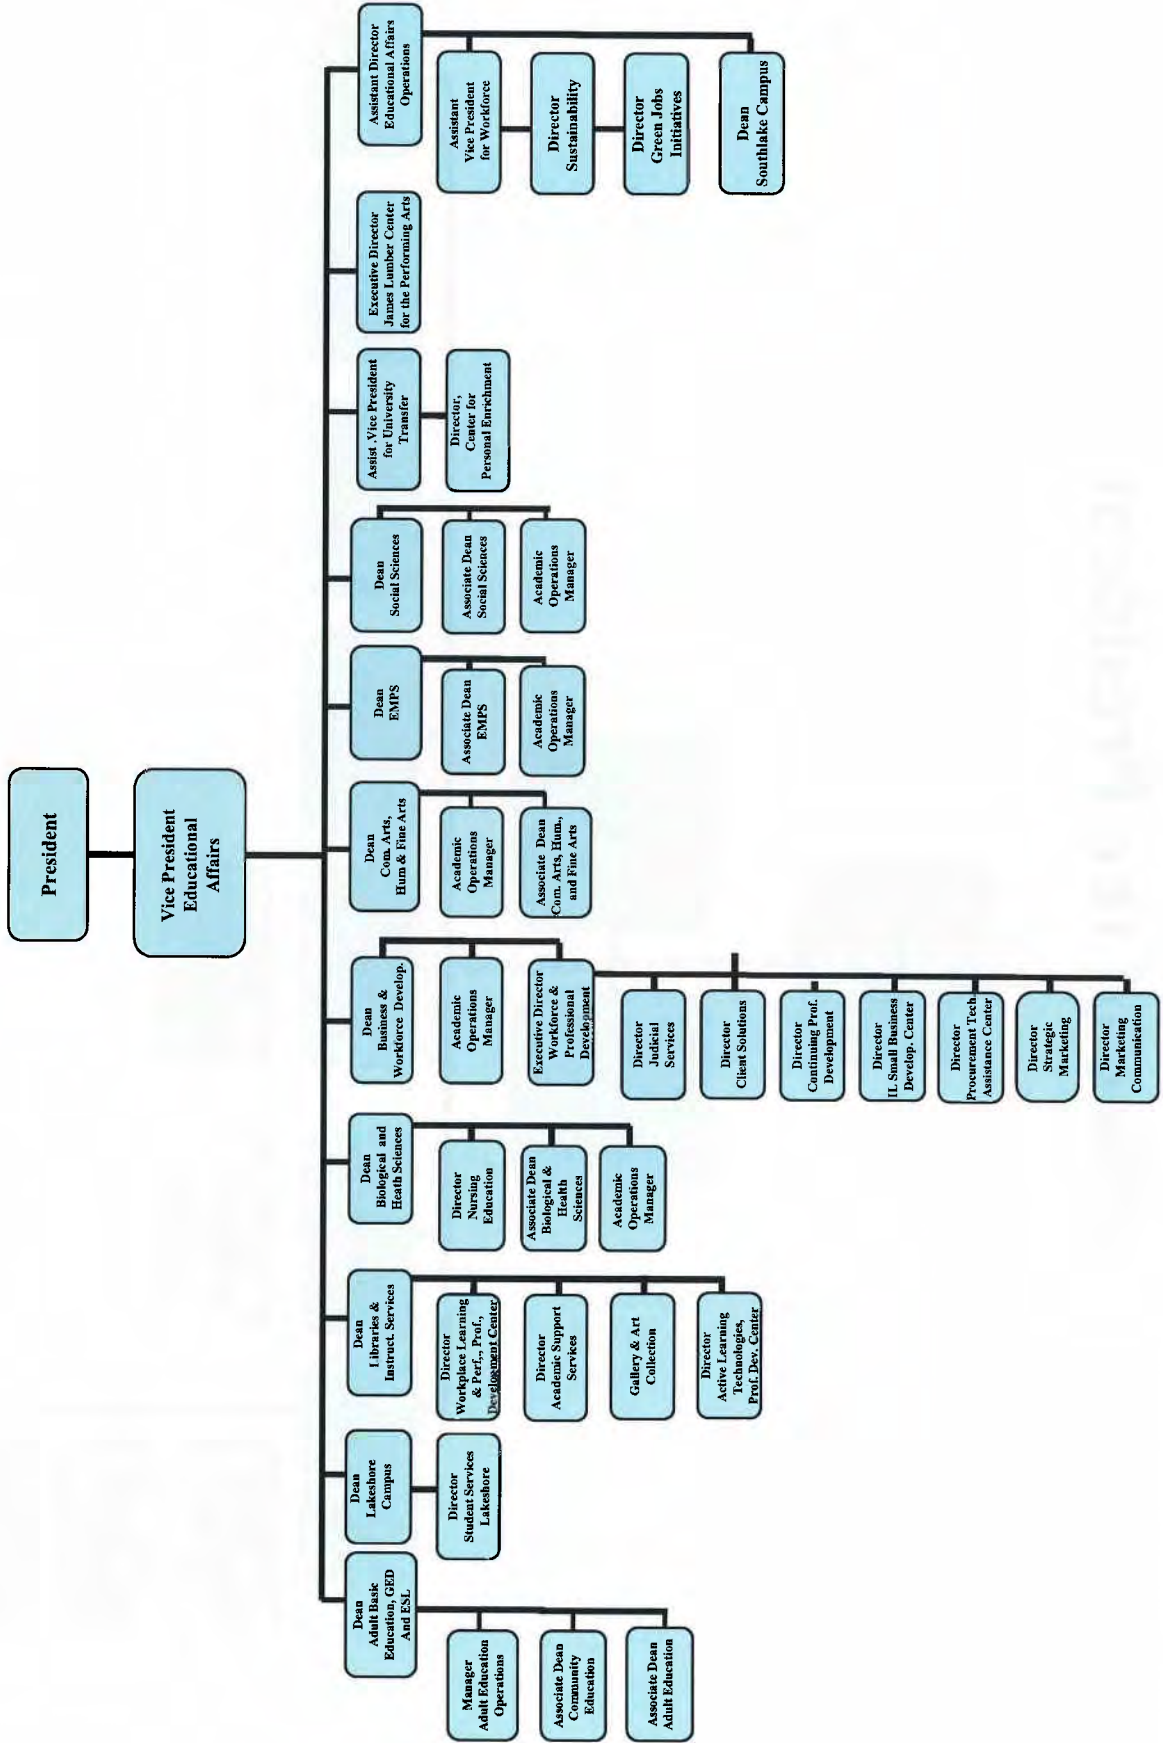 President
Vice President
Educational
Affairs
Dean
Adult Basic
Education, GED
And ESL
Manager
Adult Education
Operations
Associate Dean
Community
Education
Associate Dean
Adult Education
Dean
Lakeshore
Campus
Director
Student Services
Lakeshore
Dean
Libraries &
Instruct. Services
Director
Workplace Learning
& Perf., Prof.,
Development Center
Director
Academic Support
Services
Gallery & Art
Collection
Director
Active Learning
Technologies,
Prof. Dev. Center
Dean
Biological and
Heath Sciences
Director
Nursing
Education
Associate Dean
Biological &
Health
Sciences
Academic
Operations
Manager
Dean
Business &
Workforce Develop.
Academic
Operations
Manager
Executive Director
Workforce &
Professional
Development
Director
Judicial
Services
Director
Client Solutions
Director
Continuing Prof.
Development
Director
IL Small Business
Develop. Center
Director
Procurement Tech.
Assistance Center
Director
Strategic
Marketing
Director
Marketing
Communication
Dean
Com. Arts,
Hum & Fine Arts
Academic
Operations
Manager
Associate Dean
Com. Arts, Hum.,
and Fine Arts
Dean
EMPS
Associate Dean
EMPS
Academic
Operations
Manager
Dean
Social Sciences
Associate Dean
Social Sciences
Academic
Operations
Manager
Assist .Vice President
for University
Transfer
Director,
Center for
Personal Enrichment
Executive Director
James Lumber Center
for the Performing Arts
Assistant Director
Educational Affairs
Operations
Assistant
Vice President
for Workforce
Director
Sustainability
Director
Green Jobs
Initiatives
Dean
Southlake Campus